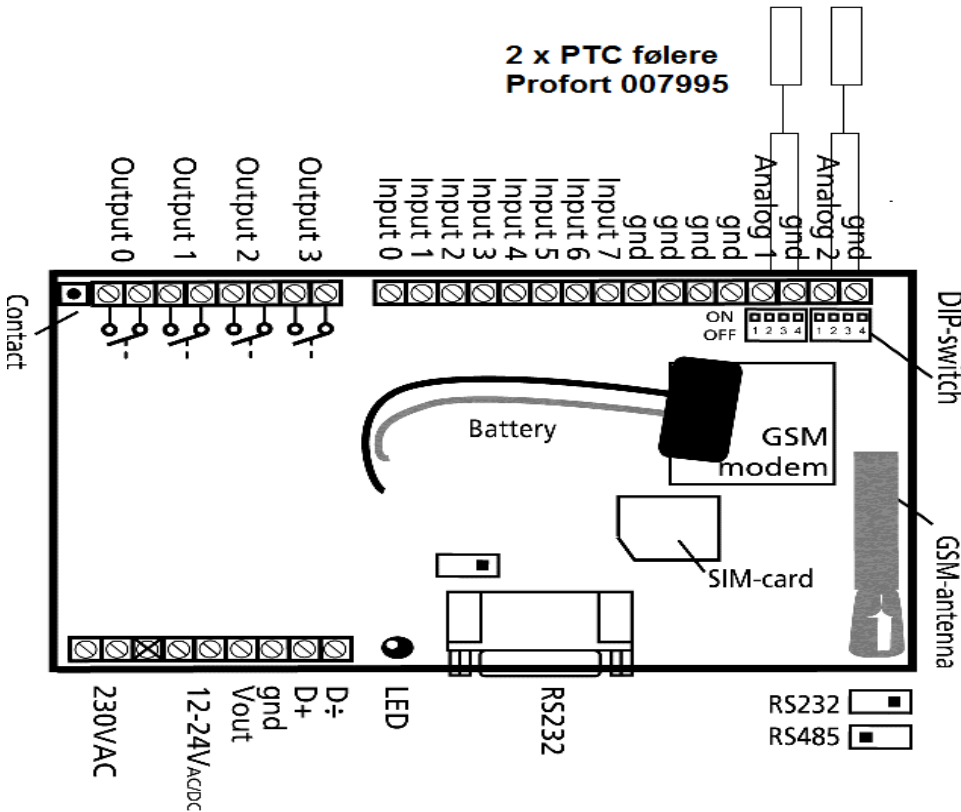 2 x PTC følere
Profort 007995
Output 0
Output 1
Output 2
Output 3
Input 0
Input 1
Input 2
Input 3
Input 4
Input 5
Input 6
Input 7
gnd
gnd
gnd
gnd
Analog 1
gnd
Analog 2
gnd
Contact
ON
OFF
1 2 3 4
1 2 3 4
DIP-switch
Battery
GSM
modem
SIM-card
GSM-antenna
230VAC
12-24VAC/DC
Vout
gnd
D+
D÷
LED
RS232
RS232
RS485